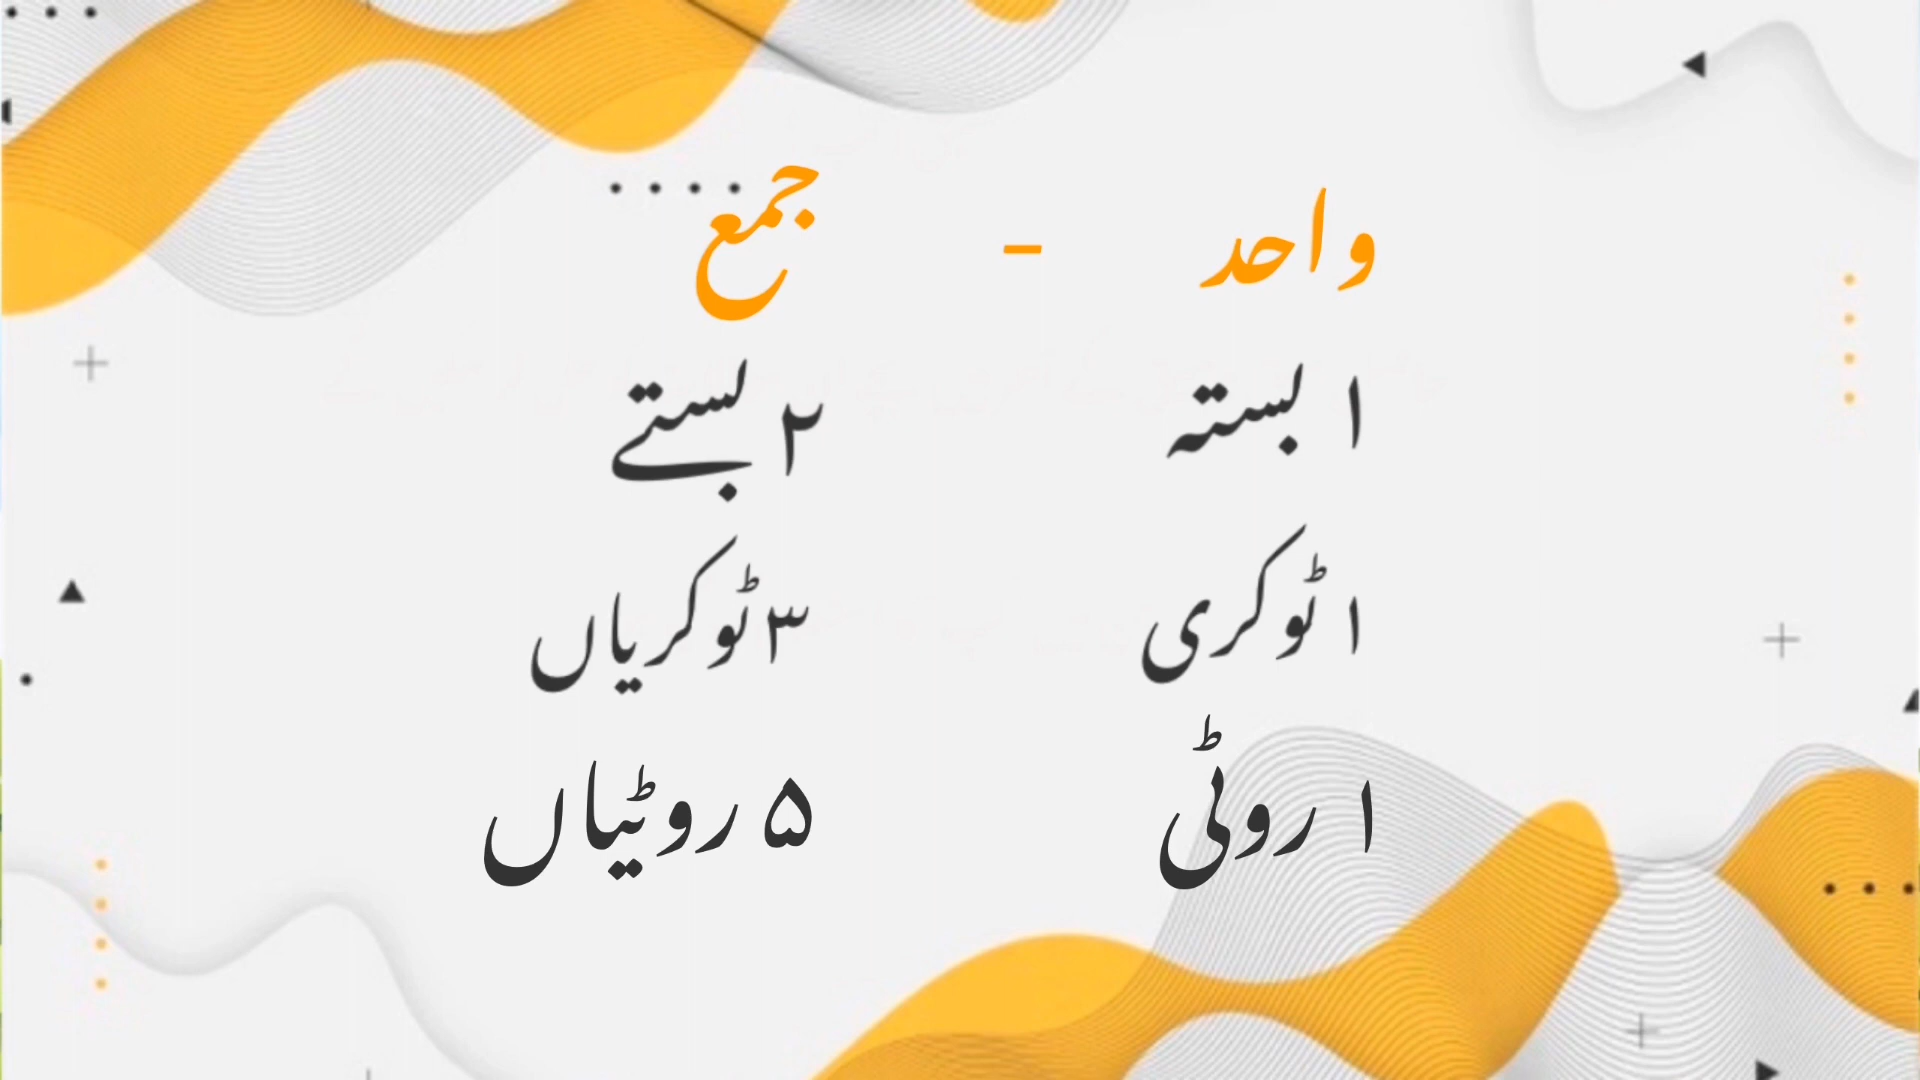 واحد - جمع
۱ بستہ ۲ بستے
۱ ٹوکری ۳ ٹوکریاں
۱ روٹی ۵ روٹیاں